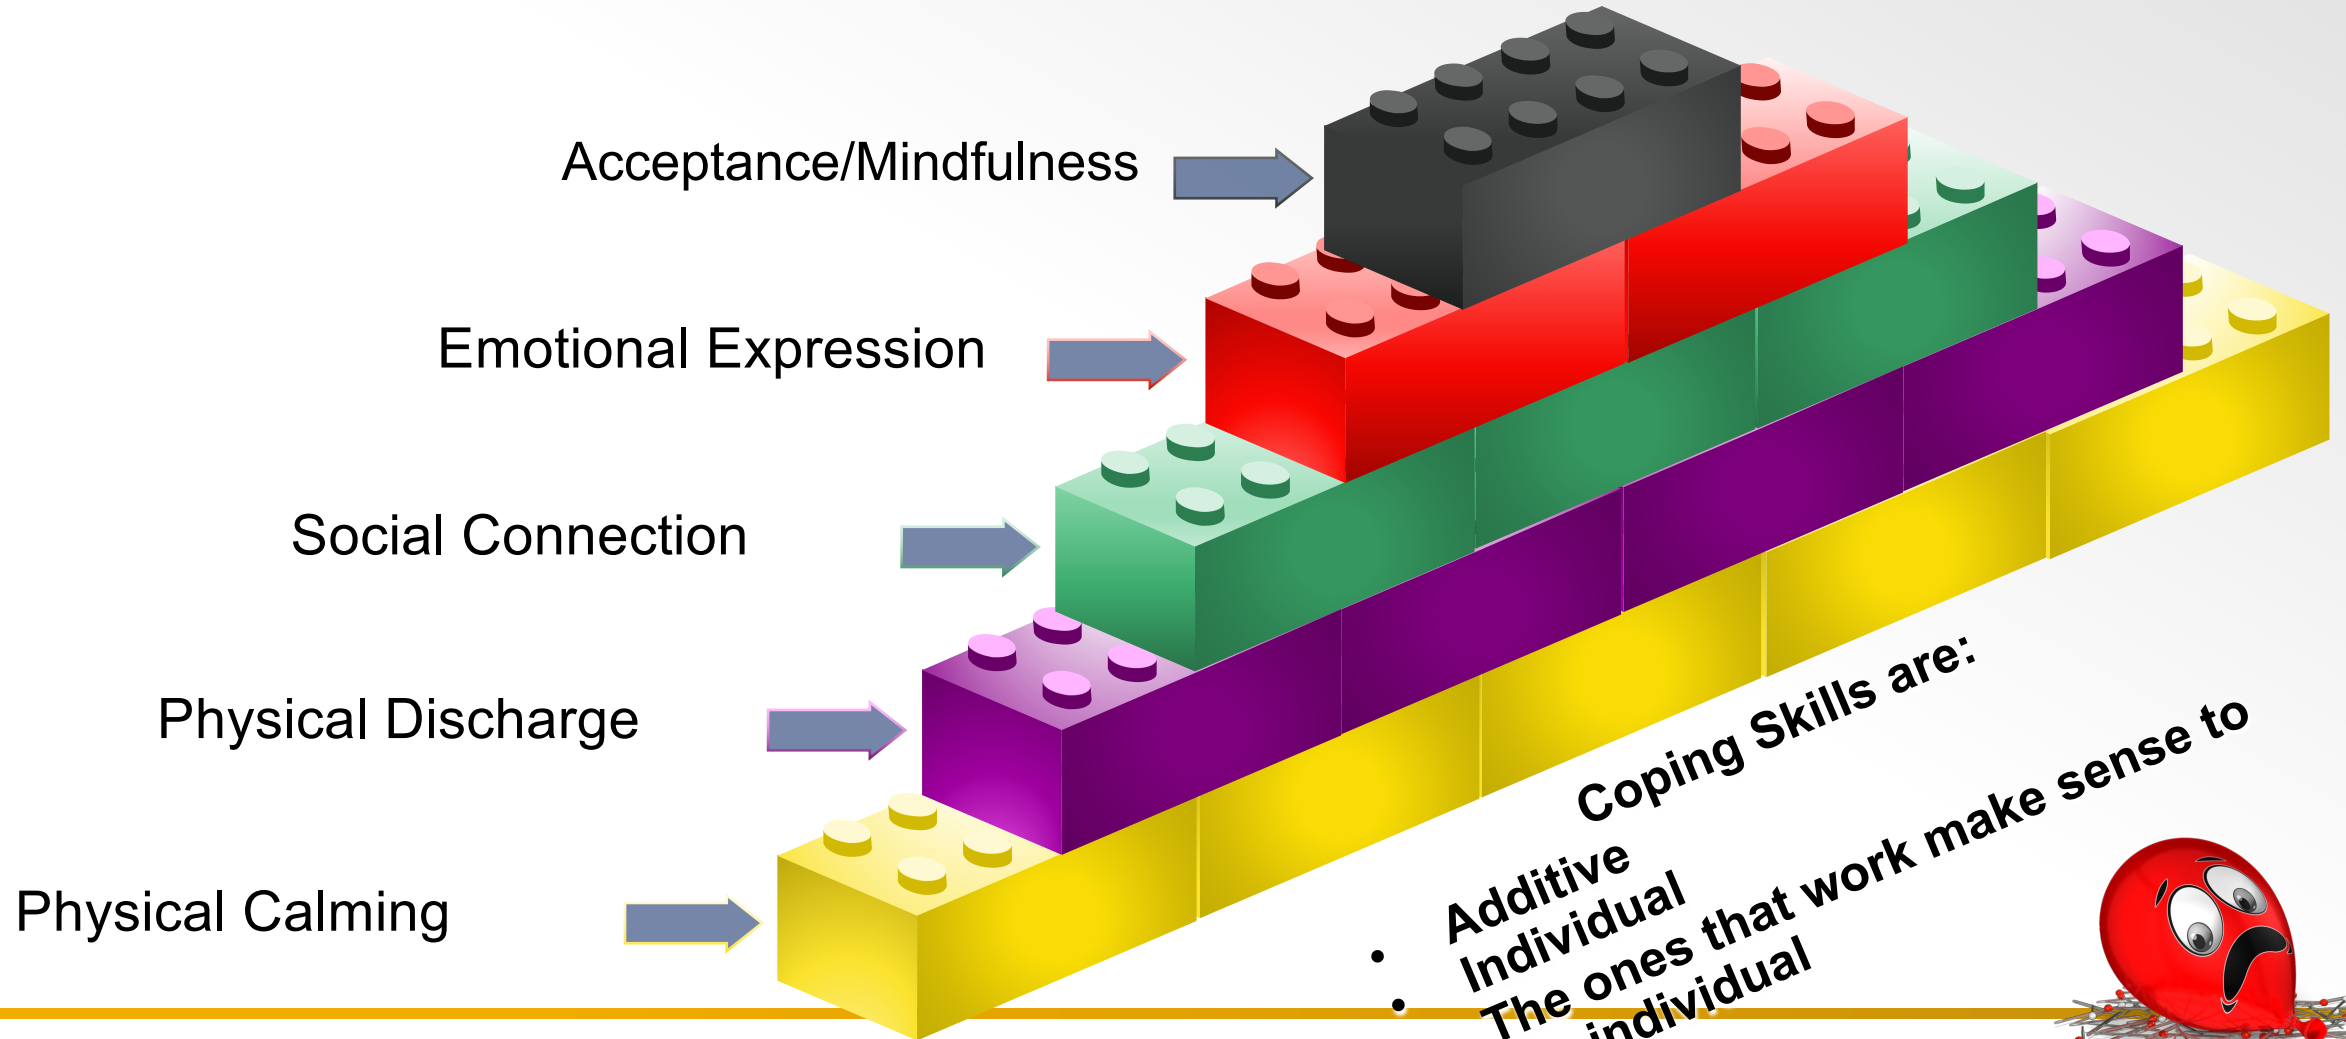 Acceptance/Mindfulness
Emotional Expression
Social Connection
Physical Discharge
Physical Calming
Coping Skills are:
• Additive
• Individual
The ones that work make sense to
individual